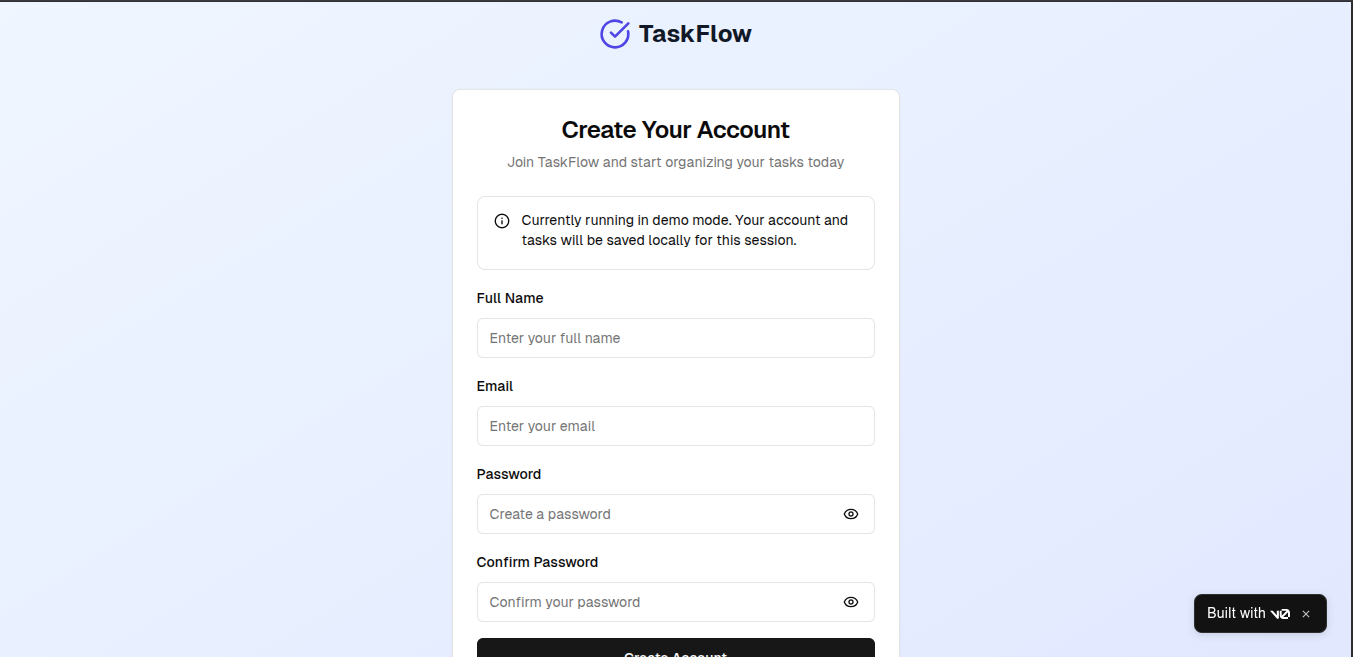 TaskFlow
Create Your Account
Join TaskFlow and start organizing your tasks today
Currently running in demo mode. Your account and
tasks will be saved locally for this session.
Full Name
Enter your full name
Email
Enter your email
Password
Create a password
Confirm Password
Confirm your password
Create Account
Built with v0